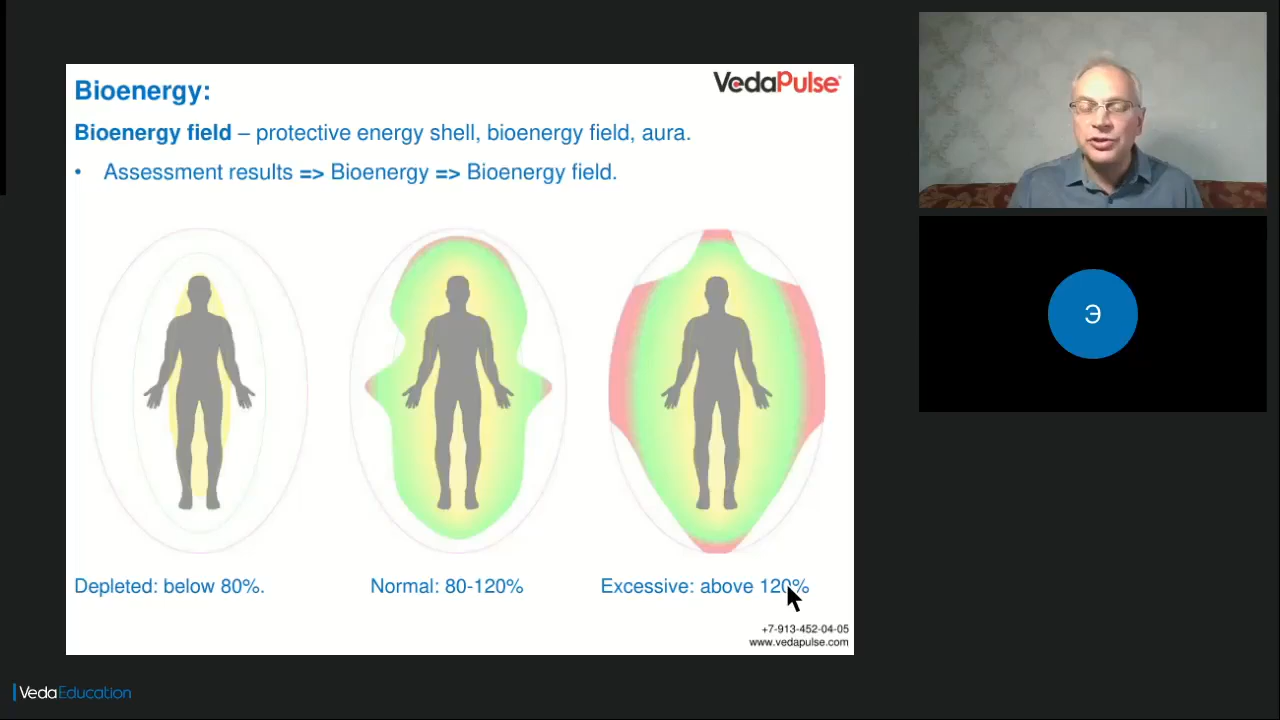 Bioenergy:
VedaPulse
Bioenergy field – protective energy shell, bioenergy field, aura.
• Assessment results => Bioenergy => Bioenergy field.
Depleted: below 80%.
Normal: 80-120%
Excessive: above 120%
+7-913-452-04-05
www.vedapulse.com
Э
VedaEducation